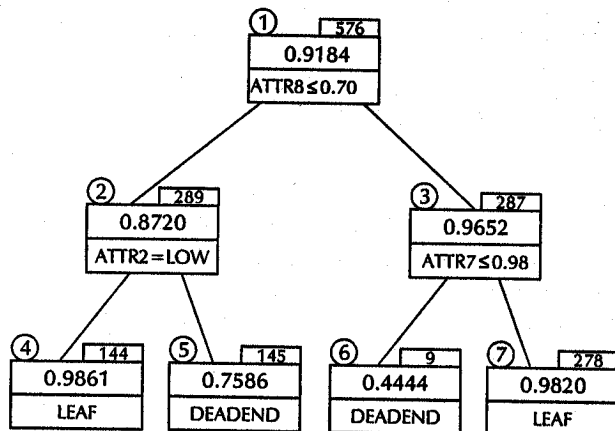 ① 576
0.9184
ATTR8≤0.70
② 289
0.8720
ATTR2=LOW
③ 287
0.9652
ATTR7≤0.98
④ 144
0.9861
LEAF
⑤ 145
0.7586
DEADEND
⑥ 9
0.4444
DEADEND
⑦ 278
0.9820
LEAF